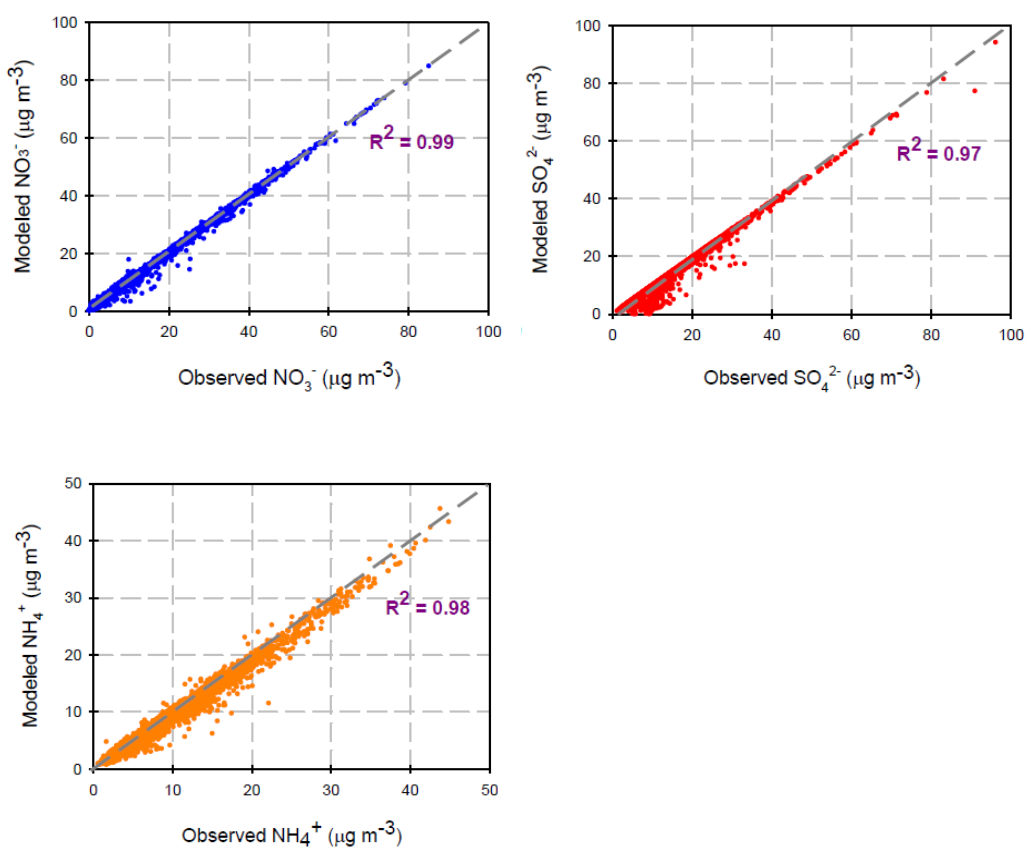 Modeled NO₃⁻ (μg m⁻³)
100
80
60
40
20
0
R² = 0.99
0 20 40 60 80 100
Observed NO₃⁻ (μg m⁻³)
Modeled SO₄²⁻ (μg m⁻³)
100
80
60
40
20
0
R² = 0.97
0 20 40 60 80 100
Observed SO₄²⁻ (μg m⁻³)
Modeled NH₄⁺ (μg m⁻³)
50
40
30
20
10
0
R² = 0.98
0 10 20 30 40 50
Observed NH₄⁺ (μg m⁻³)